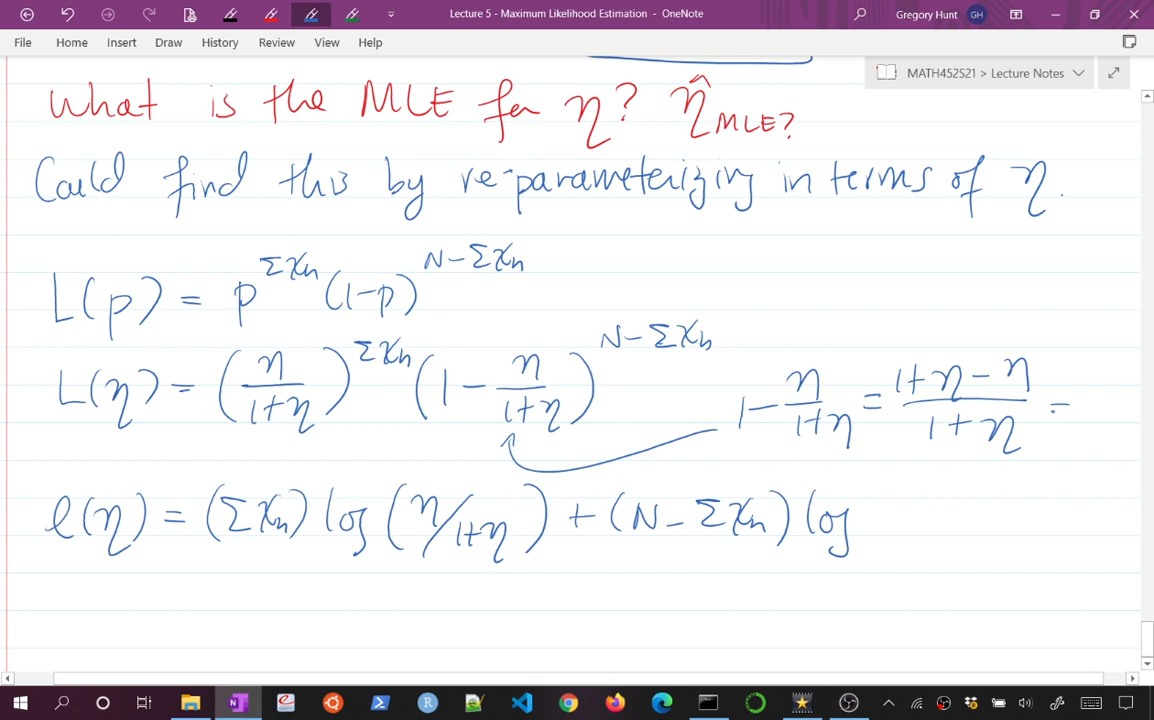 Lecture 5 - Maximum Likelihood Estimation - OneNote
Gregory Hunt GH
File Home Insert Draw History Review View Help
MATH452S21 > Lecture Notes
What is the MLE for η? η̂_MLE?
Could find this by re-parameterizing in terms of η.
L(p) = p^{Σxₙ} (1-p)^{N-Σxₙ}
L(η) = (η/(1+η))^{Σxₙ} (1 - η/(1+η))^{N-Σxₙ}
1 - η/(1+η) = (1+η-η)/(1+η) =
ℓ(η) = (Σxₙ) log (η/1+η) + (N-Σxₙ) log